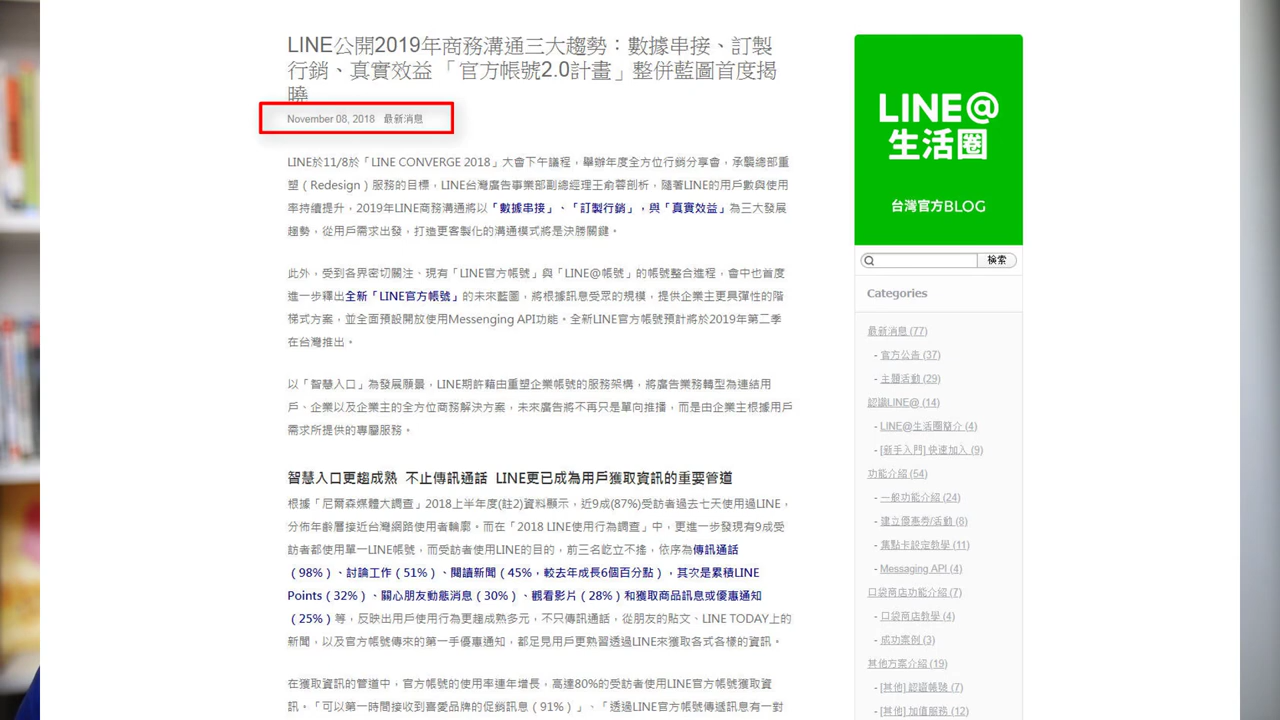 LINE公開2019年商務溝通三大趨勢：數據串接、訂製
行銷、真實效益 「官方帳號2.0計畫」整併藍圖首度揭
曉
November 08, 2018 最新消息
LINE於11/8於「LINE CONVERGE 2018」大會下午議程，舉辦年度全方位行銷分享會，承襲總部重
塑（Redesign）服務的目標，LINE台灣廣告事業部副總經理王俞蓉剖析，隨著LINE的用戶數與使用
率持續提升，2019年LINE商務溝通將以「數據串接」、「訂製行銷」，與「真實效益」為三大發展
趨勢，從用戶需求出發，打造更客製化的溝通模式將是決勝關鍵。
此外，受到各界密切關注、現有「LINE官方帳號」與「LINE@帳號」的帳號整合進程，會中也首度
進一步釋出全新「LINE官方帳號」的未來藍圖，將根據訊息受眾的規模，提供企業主更具彈性的階
梯式方案，並全面預設開放使用Messenging API功能。全新LINE官方帳號預計將於2019年第二季
在台灣推出。
以「智慧入口」為發展願景，LINE期許藉由重塑企業帳號的服務架構，將廣告業務轉型為連結用
戶、企業以及企業主的全方位商務解決方案，未來廣告將不再只是單向推播，而是由企業主根據用戶
需求所提供的專屬服務。
智慧入口更趨成熟 不止傳訊通話 LINE更已成為用戶獲取資訊的重要管道
根據「尼爾森媒體大調查」2018上半年度(註2)資料顯示，近9成(87%)受訪者過去七天使用過LINE，
分佈年齡層接近台灣網路使用者輪廓。而在「2018 LINE使用行為調查」中，更進一步發現有9成受
訪者都使用單一LINE帳號，而受訪者使用LINE的目的，前三名屹立不搖，依序為傳訊通話
（98%）、討論工作（51%）、閱讀新聞（45%，較去年成長6個百分點），其次是累積LINE
Points（32%）、關心朋友動態消息（30%）、觀看影片（28%）和獲取商品訊息或優惠通知
（25%）等，反映出用戶使用行為更趨成熟多元，不只傳訊通話，從朋友的貼文、LINE TODAY上的
新聞，以及官方帳號傳來的第一手優惠通知，都足見用戶更熟習透過LINE來獲取各式各樣的資訊。
在獲取資訊的管道中，官方帳號的使用率連年增長，高達80%的受訪者使用LINE官方帳號獲取資
訊。「可以第一時間接收到喜愛品牌的促銷訊息（91%）」、「透過LINE官方帳號傳遞訊息有一對
LINE@
生活圈
台灣官方BLOG
検索
Categories
最新消息 (77)
- 官方公告 (37)
- 主題活動 (29)
認識LINE@ (14)
- LINE@生活圈簡介 (4)
- [新手入門] 快速加入 (9)
功能介紹 (54)
- 一般功能介紹 (24)
- 建立優惠券/活動 (8)
- 集點卡設定教學 (11)
- Messaging API (4)
口袋商店功能介紹 (7)
- 口袋商店教學 (4)
- 成功案例 (3)
其他方案介紹 (19)
- [其他] 認證帳號 (7)
- [其他] 加值服務 (12)